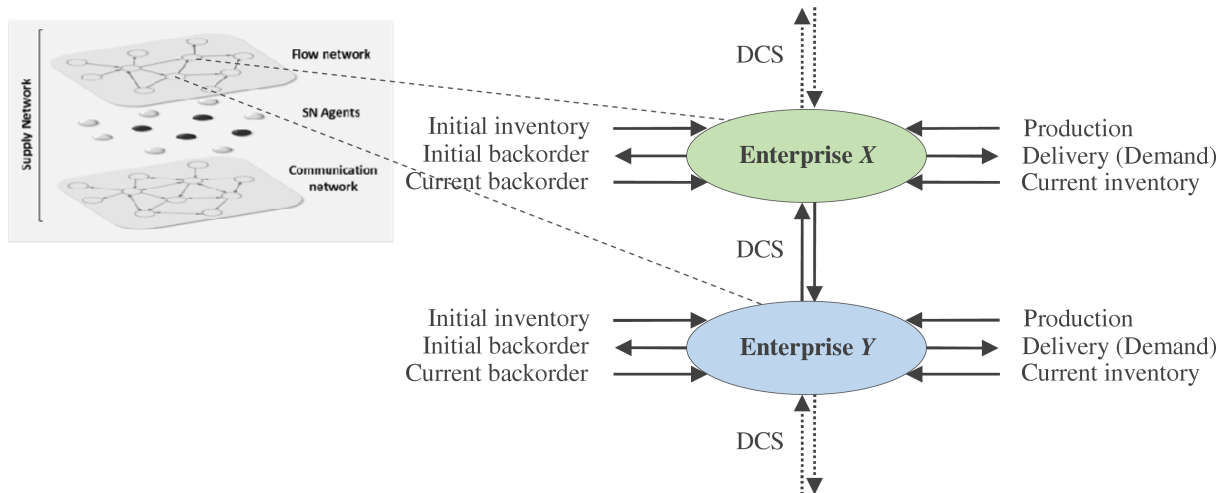 Supply Network
Flow network
SN Agents
Communication
network
DCS
Initial inventory
Initial backorder
Current backorder
Enterprise X
Production
Delivery (Demand)
Current inventory
DCS
Initial inventory
Initial backorder
Current backorder
Enterprise Y
Production
Delivery (Demand)
Current inventory
DCS